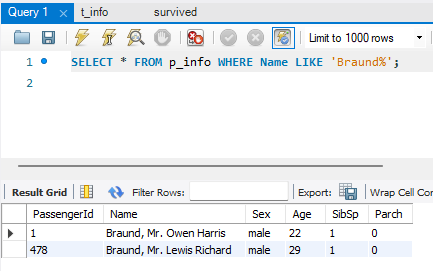 Query 1 t_info survived
Limit to 1000 rows
1 SELECT * FROM p_info WHERE Name LIKE 'Braund%';
2
Result Grid Filter Rows: Export: Wrap Cell Con
PassengerId Name Sex Age SibSp Parch
1 Braund, Mr. Owen Harris male 22 1 0
478 Braund, Mr. Lewis Richard male 29 1 0